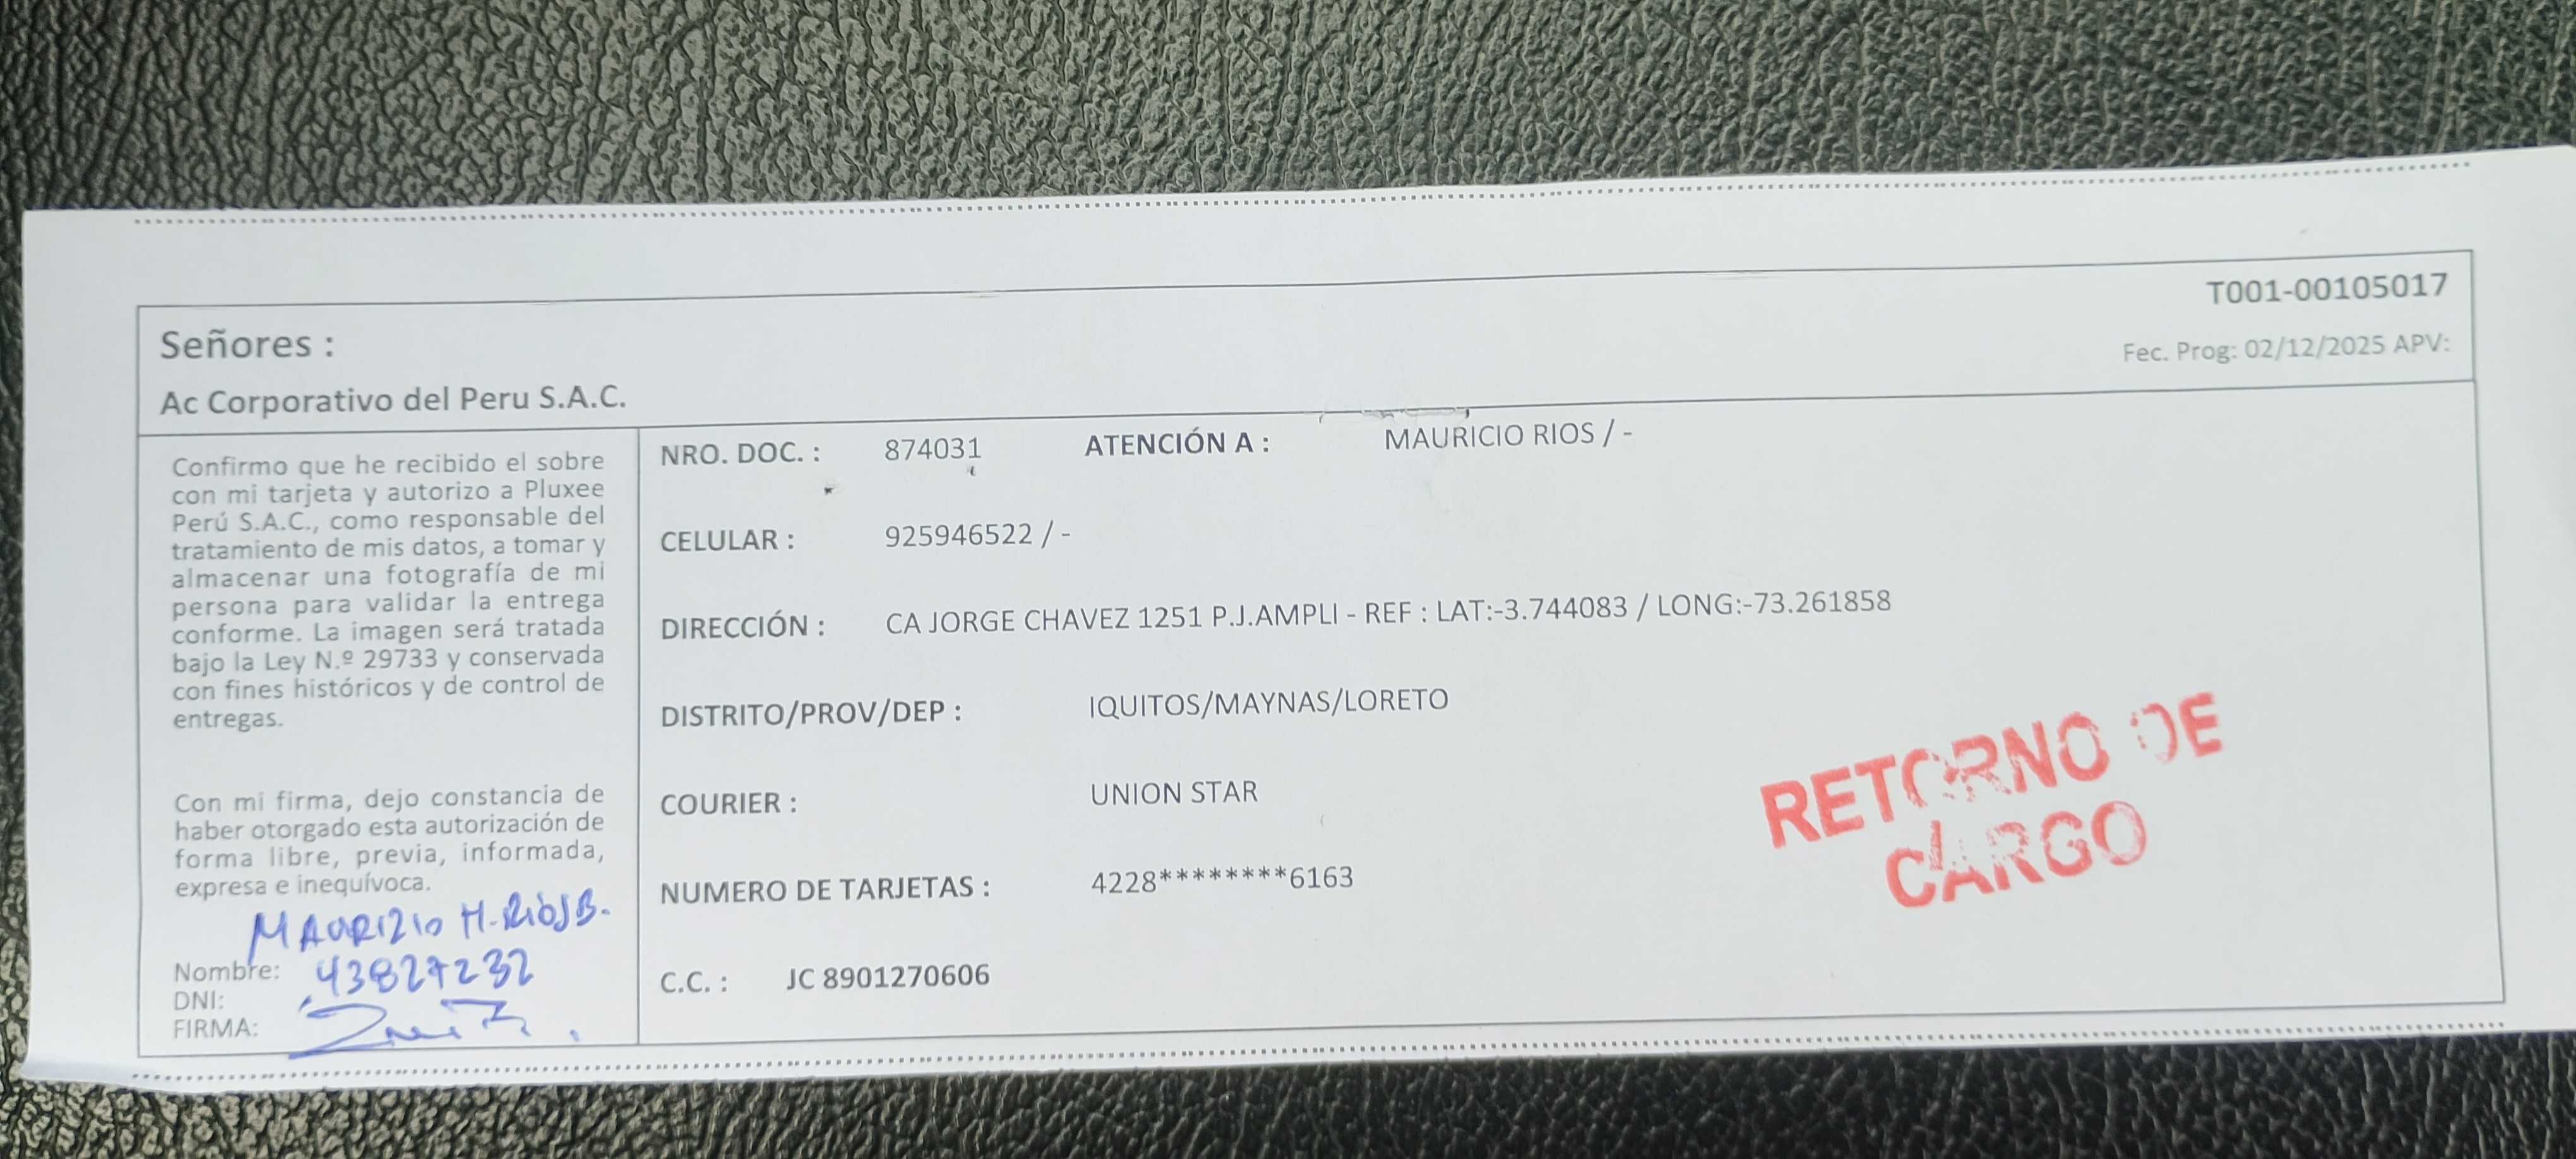 T001-00105017
Señores :
Fec. Prog: 02/12/2025 APV:
Ac Corporativo del Peru S.A.C.
Confirmo que he recibido el sobre
con mi tarjeta y autorizo a Pluxee
Perú S.A.C., como responsable del
tratamiento de mis datos, a tomar y
almacenar una fotografía de mi
persona para validar la entrega
conforme. La imagen será tratada
bajo la Ley N.º 29733 y conservada
con fines históricos y de control de
entregas.
Con mi firma, dejo constancia de
haber otorgado esta autorización de
forma libre, previa, informada,
expresa e inequívoca.
MAURIZIO H. RIOS B.
Nombre: 43827232
DNI:
FIRMA:
NRO. DOC. : 874031 ATENCIÓN A : MAURICIO RIOS / -
CELULAR : 925946522 / -
DIRECCIÓN : CA JORGE CHAVEZ 1251 P.J.AMPLI - REF : LAT:-3.744083 / LONG:-73.261858
DISTRITO/PROV/DEP : IQUITOS/MAYNAS/LORETO
COURIER : UNION STAR
NUMERO DE TARJETAS : 4228********6163
C.C. : JC 8901270606
RETORNO DE
CARGO